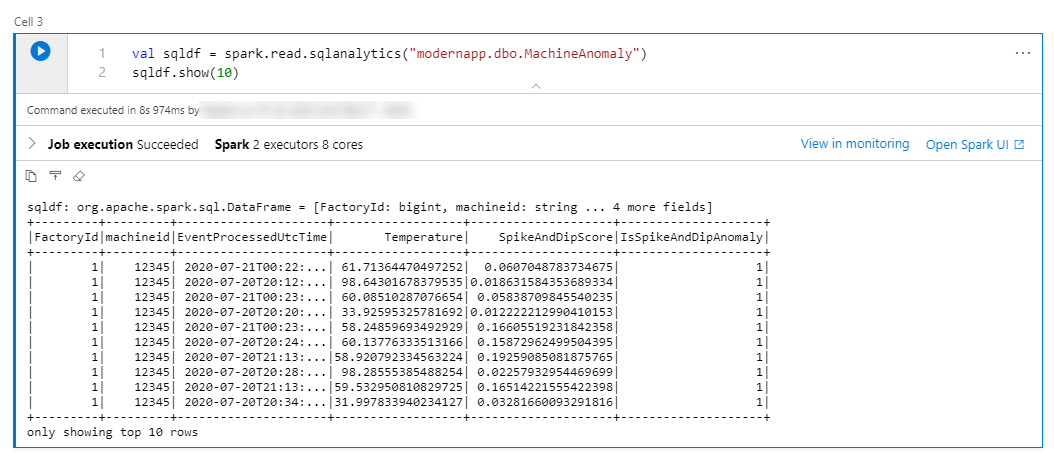 Cell 3
1 val sqldf = spark.read.sqlanalytics("modernapp.dbo.MachineAnomaly")
2 sqldf.show(10)
Command executed in 8s 974ms by
Job execution Succeeded Spark 2 executors 8 cores View in monitoring Open Spark UI
sqldf: org.apache.spark.sql.DataFrame = [FactoryId: bigint, machineid: string ... 4 more fields]
+---------+---------+--------------------+-----------------+--------------------+-------------------+
|FactoryId|machineid|EventProcessedUtcTime| Temperature| SpikeAndDipScore|IsSpikeAndDipAnomaly|
+---------+---------+--------------------+-----------------+--------------------+-------------------+
| 1| 12345| 2020-07-21T00:22:...| 61.71364470497252| 0.0607048783734675| 1|
| 1| 12345| 2020-07-20T20:12:...| 98.64301678379535|0.018631584353689334| 1|
| 1| 12345| 2020-07-21T00:23:...| 60.08510287076654| 0.05838709845540235| 1|
| 1| 12345| 2020-07-20T20:20:...| 33.92595325781692|0.012222212990410153| 1|
| 1| 12345| 2020-07-21T00:23:...| 58.24859693492929| 0.16605519231842358| 1|
| 1| 12345| 2020-07-20T20:24:...| 60.13776333513166| 0.15872962499504395| 1|
| 1| 12345| 2020-07-20T21:13:...|58.920792334563224| 0.19259085081875765| 1|
| 1| 12345| 2020-07-20T20:28:...| 98.28555385488254| 0.02257932954469699| 1|
| 1| 12345| 2020-07-20T21:13:...|59.532950810829725| 0.16514221555422398| 1|
| 1| 12345| 2020-07-20T20:34:...|31.997833940234127| 0.03281660093291816| 1|
+---------+---------+--------------------+-----------------+--------------------+-------------------+
only showing top 10 rows